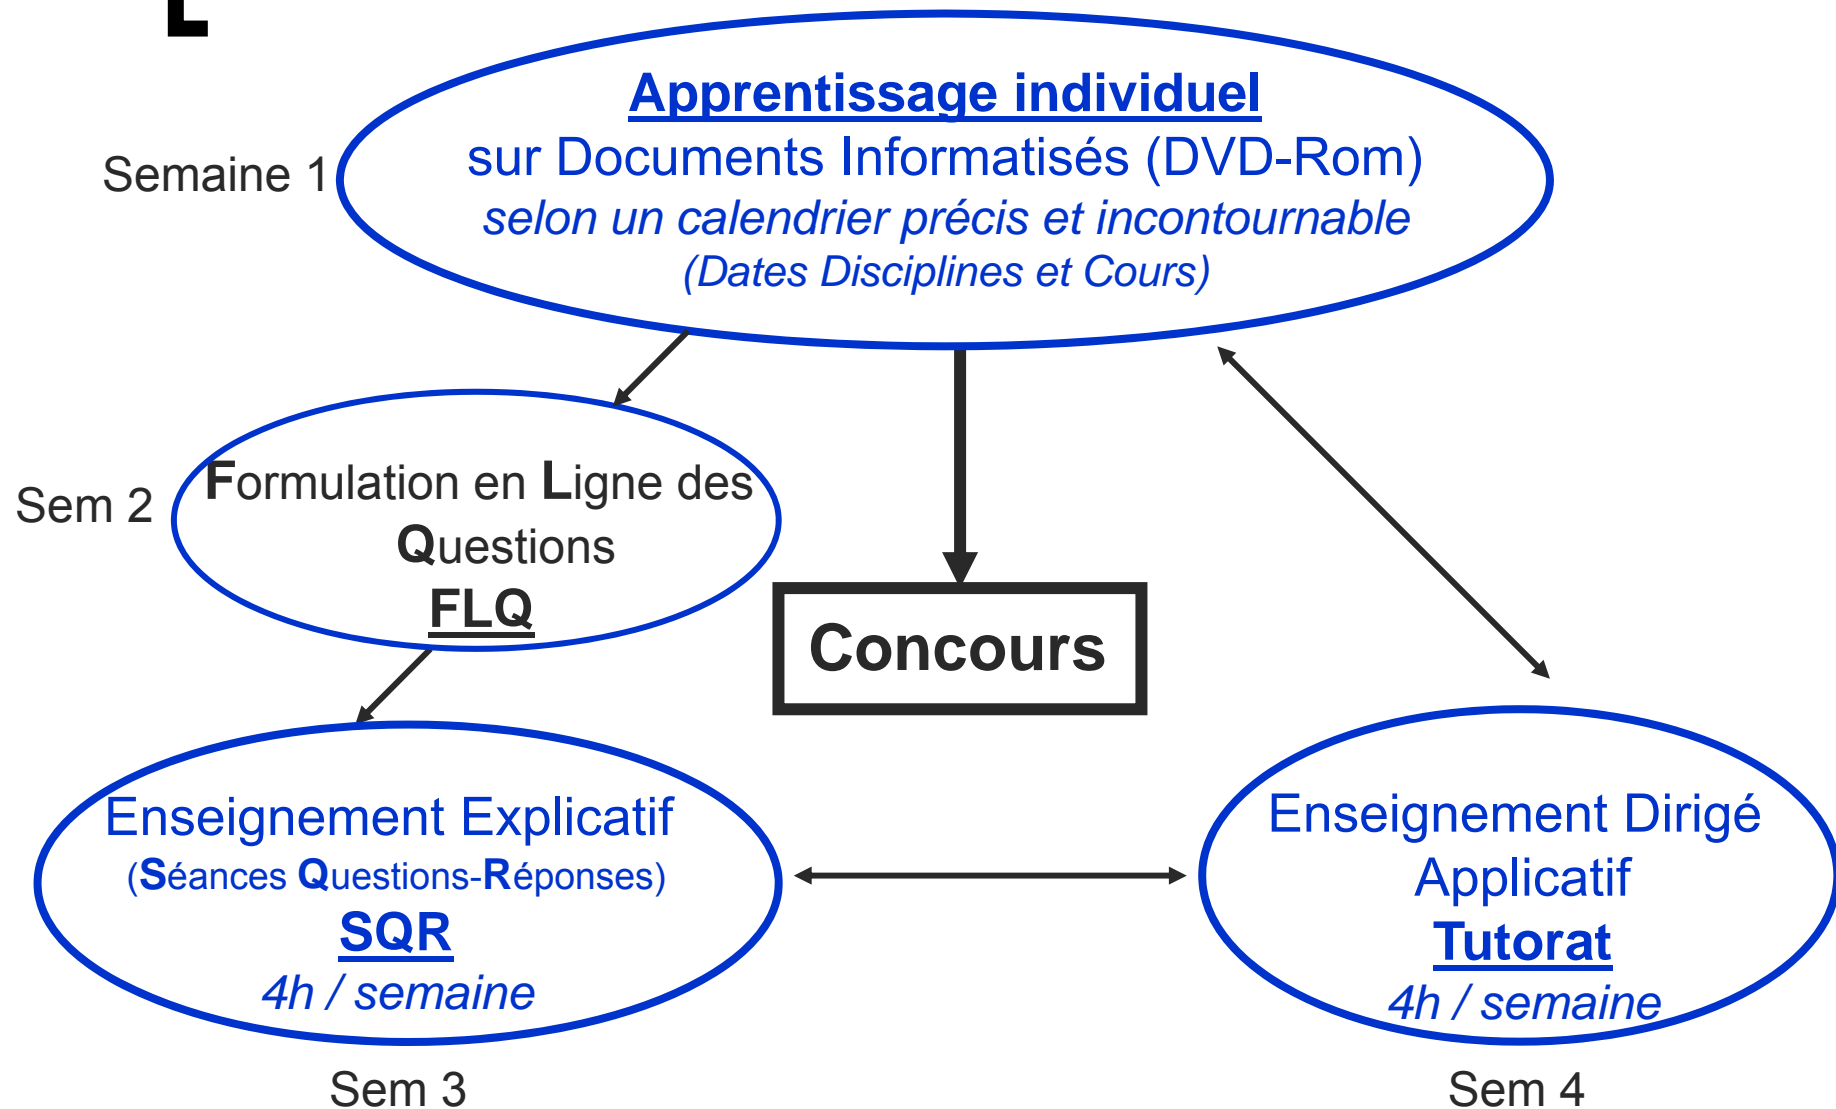 Apprentissage individuel
sur Documents Informatisés (DVD-Rom)
selon un calendrier précis et incontournable
(Dates Disciplines et Cours)
Semaine 1
Formulation en Ligne des
Questions
FLQ
Sem 2
Concours
Enseignement Explicatif
(Séances Questions-Réponses)
SQR
4h / semaine
Sem 3
Enseignement Dirigé
Applicatif
Tutorat
4h / semaine
Sem 4